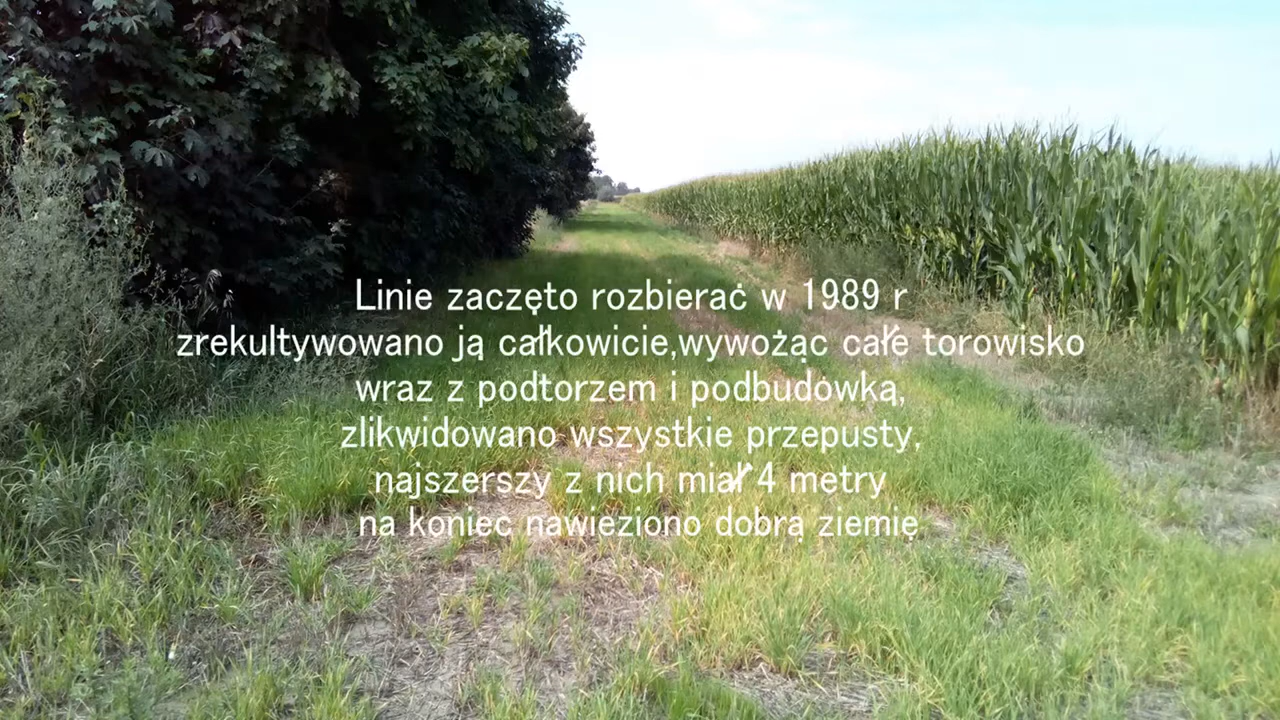 Linie zaczęto rozbierać w 1989 r
zrekultywowano ją całkowicie,wywożąc całe torowisko
wraz z podtorzem i podbudówką,
zlikwidowano wszystkie przepusty,
najszerszy z nich miał 4 metry
na koniec nawieziono dobrą ziemię